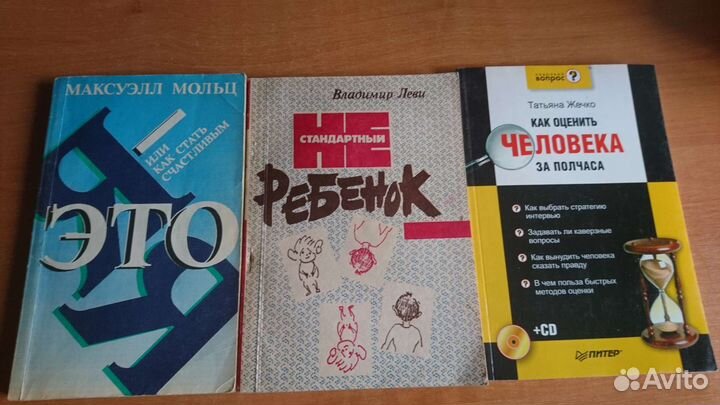 МАКСУЭЛЛ МОЛЬЦ
Я
ЭТО
Я
ИЛИ
КАК СТАТЬ
СЧАСТЛИВЫМ
Владимир Леви
НЕ
СТАНДАРТНЫЙ
РЕБЕНОК
вопрос?
Татьяна Жечко
КАК ОЦЕНИТЬ
ЧЕЛОВЕКА
ЗА ПОЛЧАСА
? Как выбрать стратегию
интервью
? Задавать ли каверзные
вопросы
? Как вынудить человека
сказать правду
? В чем польза быстрых
методов оценки
+CD
ПИТЕР
Avito